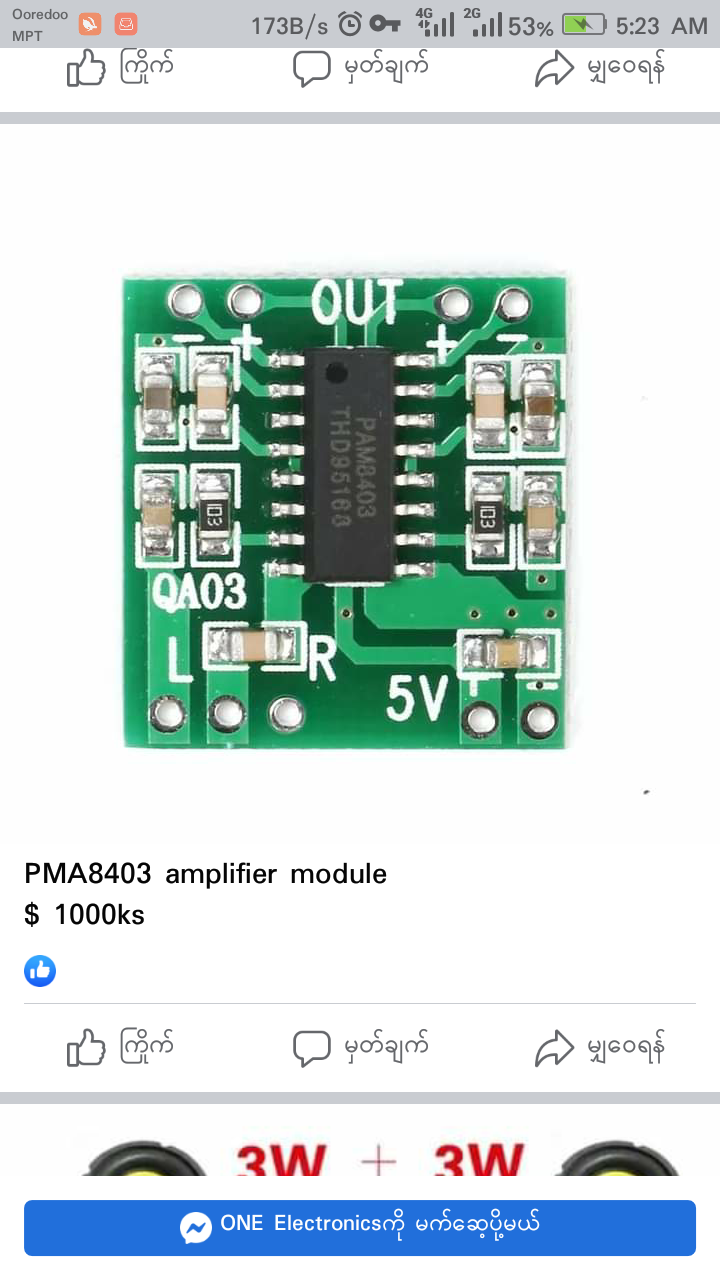 Ooredoo
MPT
173B/s 4G 2G 53% 5:23 AM
ကြိုက် မှတ်ချက် မျှဝေရန်
OUT
- + + -
PAM8403
THD95168
103 103
QA03
L R
5V + -
PMA8403 amplifier module
$ 1000ks
ကြိုက် မှတ်ချက် မျှဝေရန်
3W + 3W
ONE Electronicsကို မက်ဆေ့ပို့မယ်